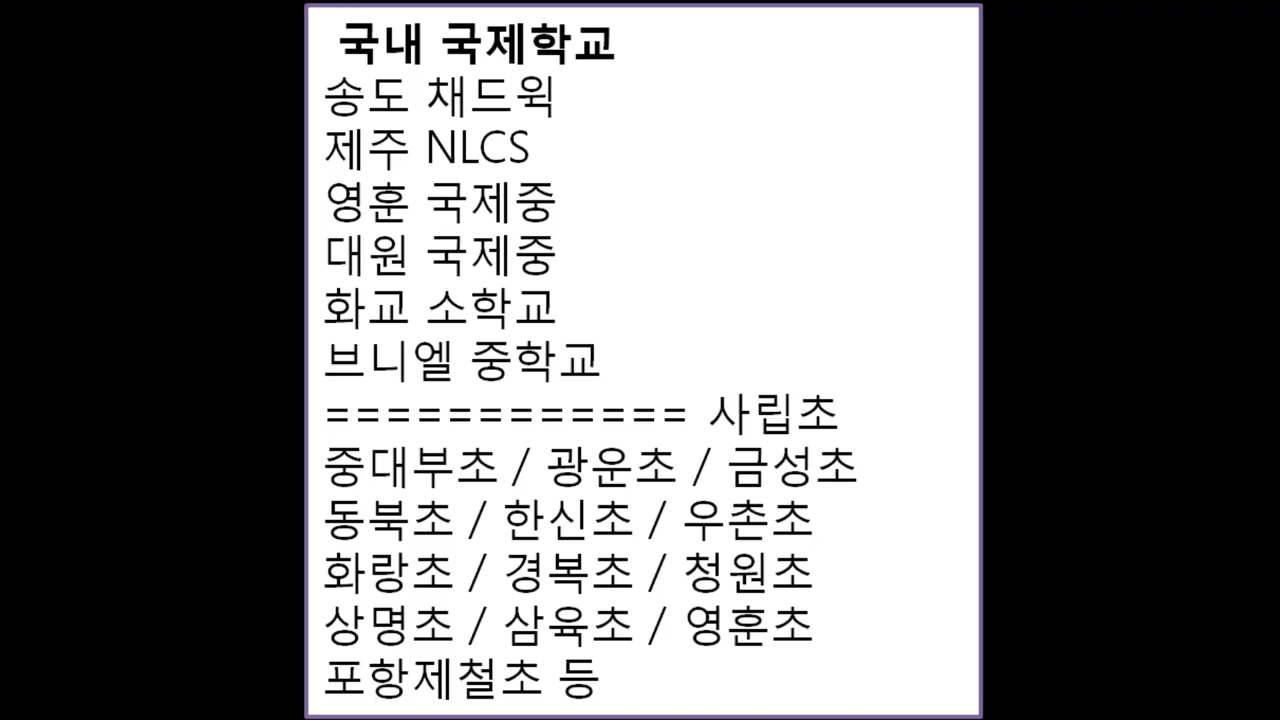 국내 국제학교
송도 채드윅
제주 NLCS
영훈 국제중
대원 국제중
화교 소학교
브니엘 중학교
============ 사립초
중대부초 / 광운초 / 금성초
동북초 / 한신초 / 우촌초
화랑초 / 경복초 / 청원초
상명초 / 삼육초 / 영훈초
포항제철초 등